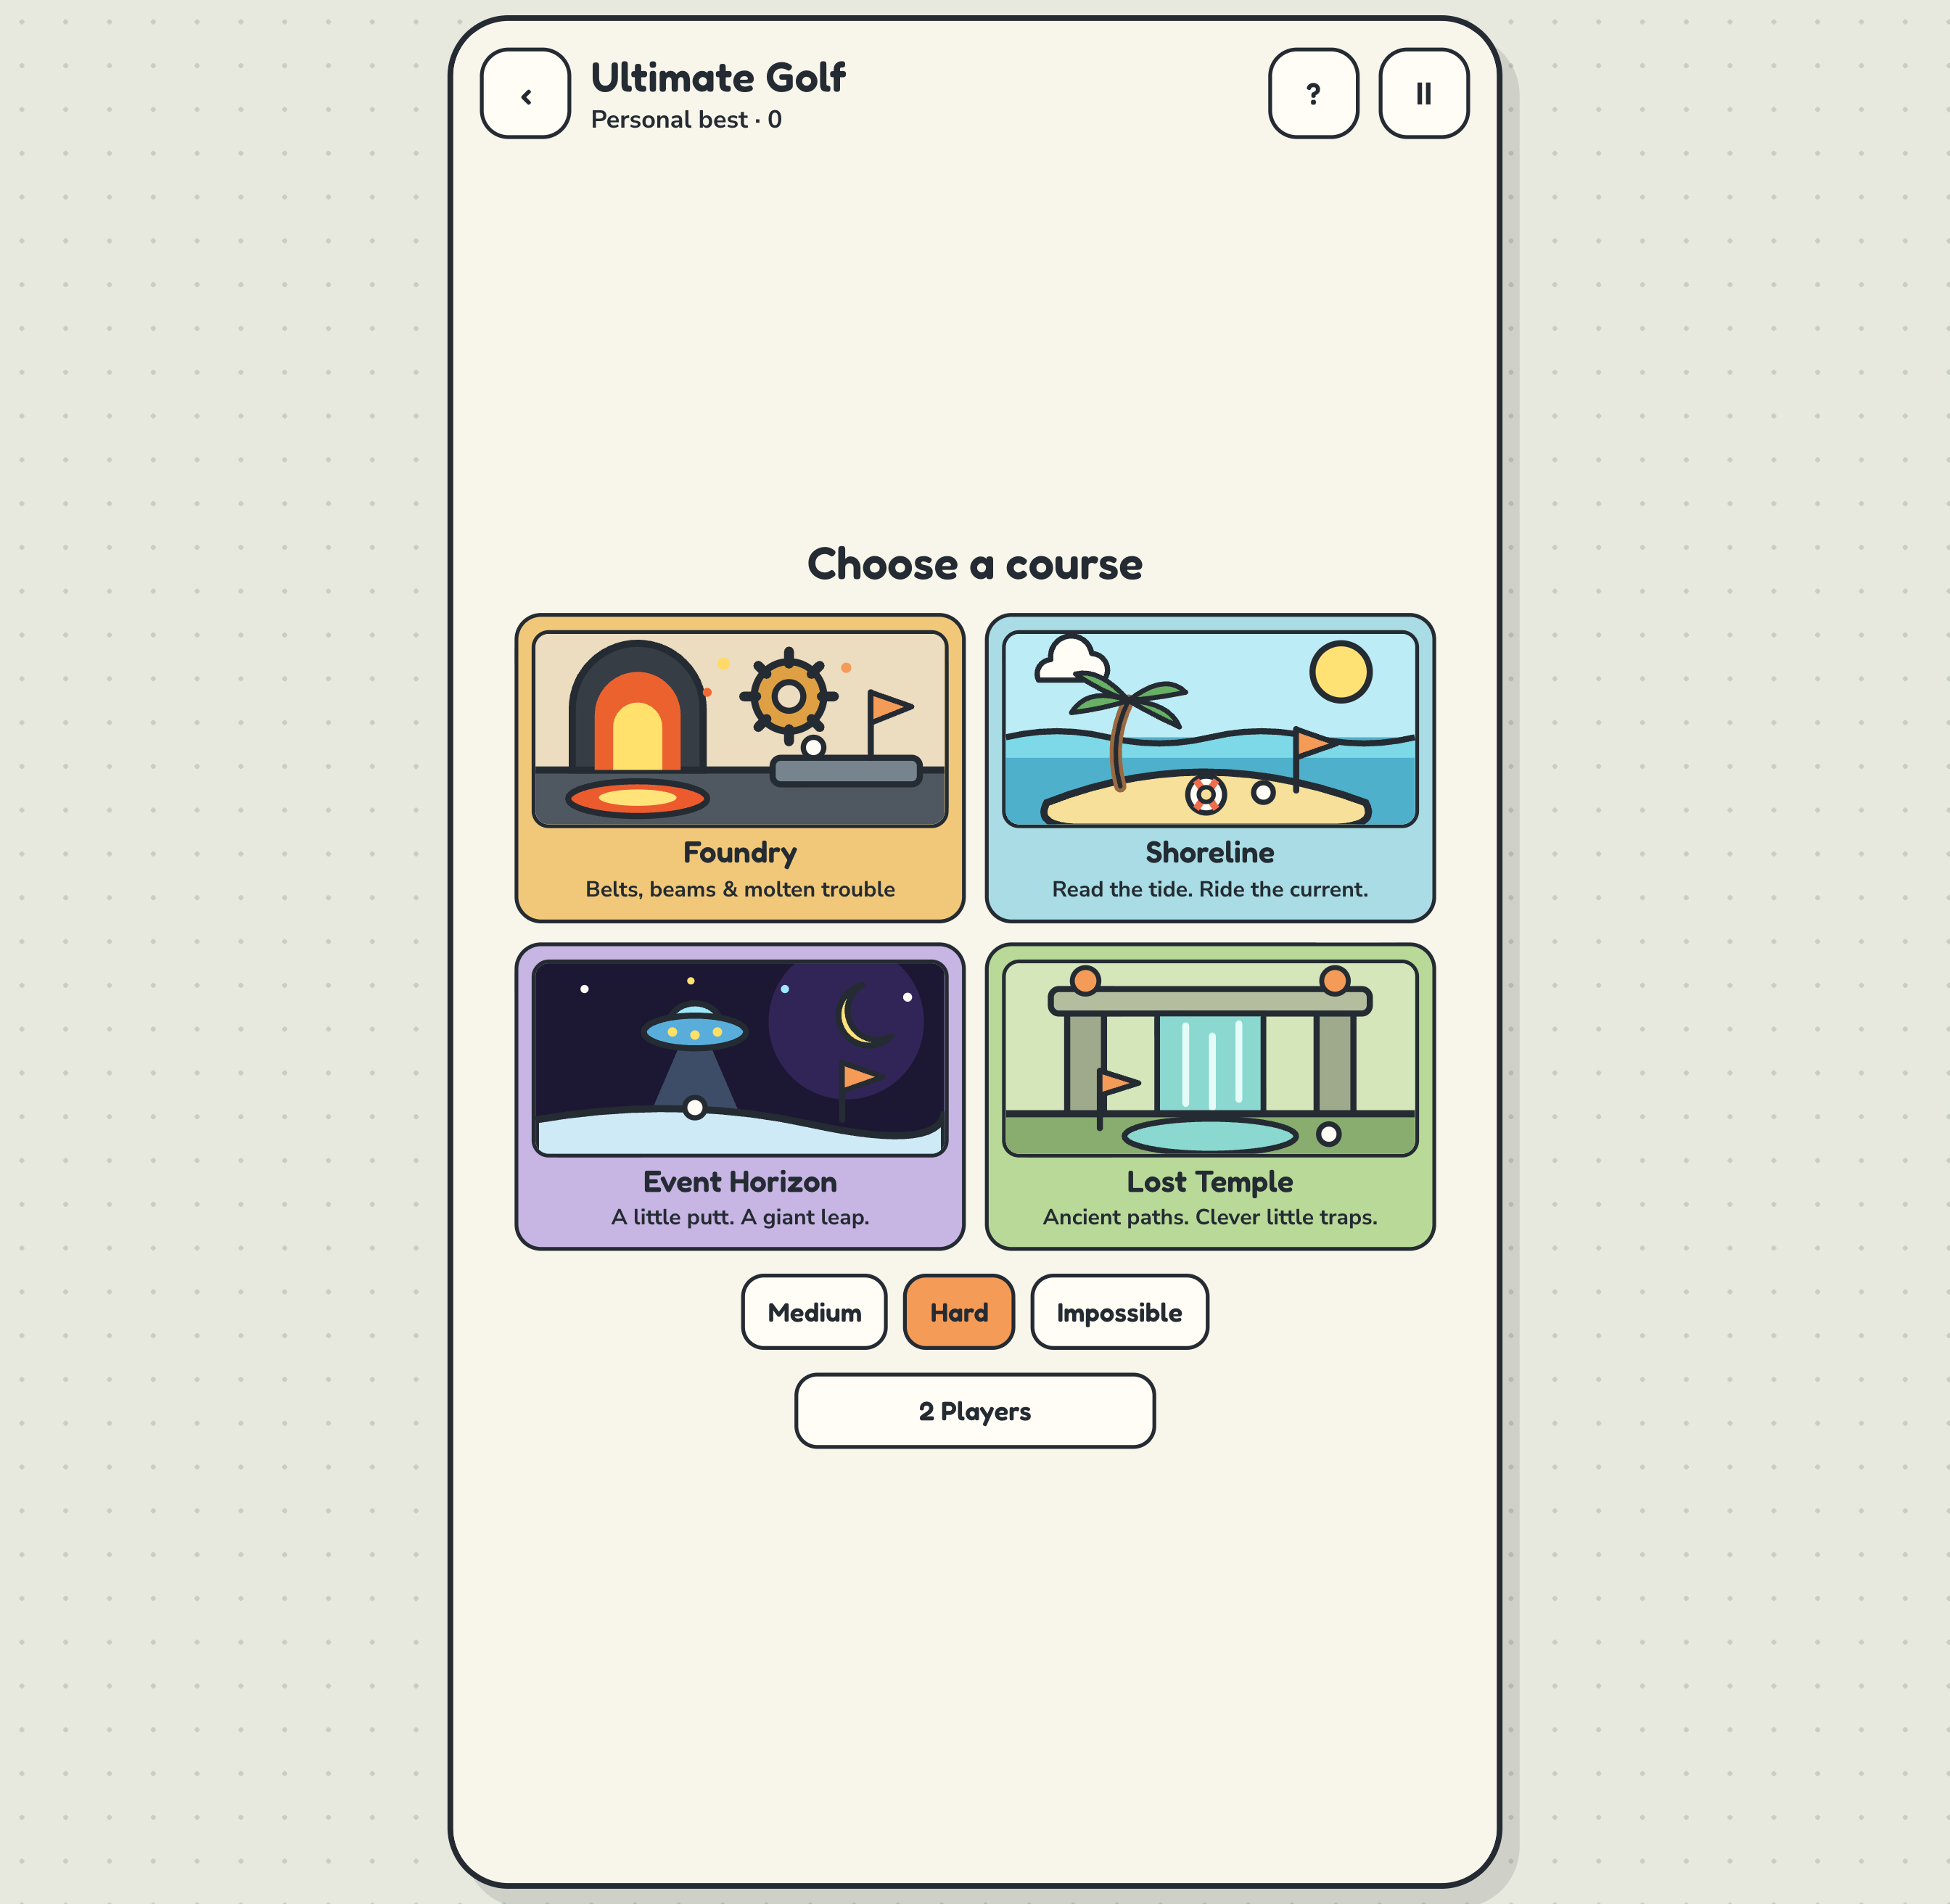 ‹
Ultimate Golf
Personal best · 0
?
Choose a course
Foundry
Belts, beams & molten trouble
Shoreline
Read the tide. Ride the current.
Event Horizon
A little putt. A giant leap.
Lost Temple
Ancient paths. Clever little traps.
Medium
Hard
Impossible
2 Players